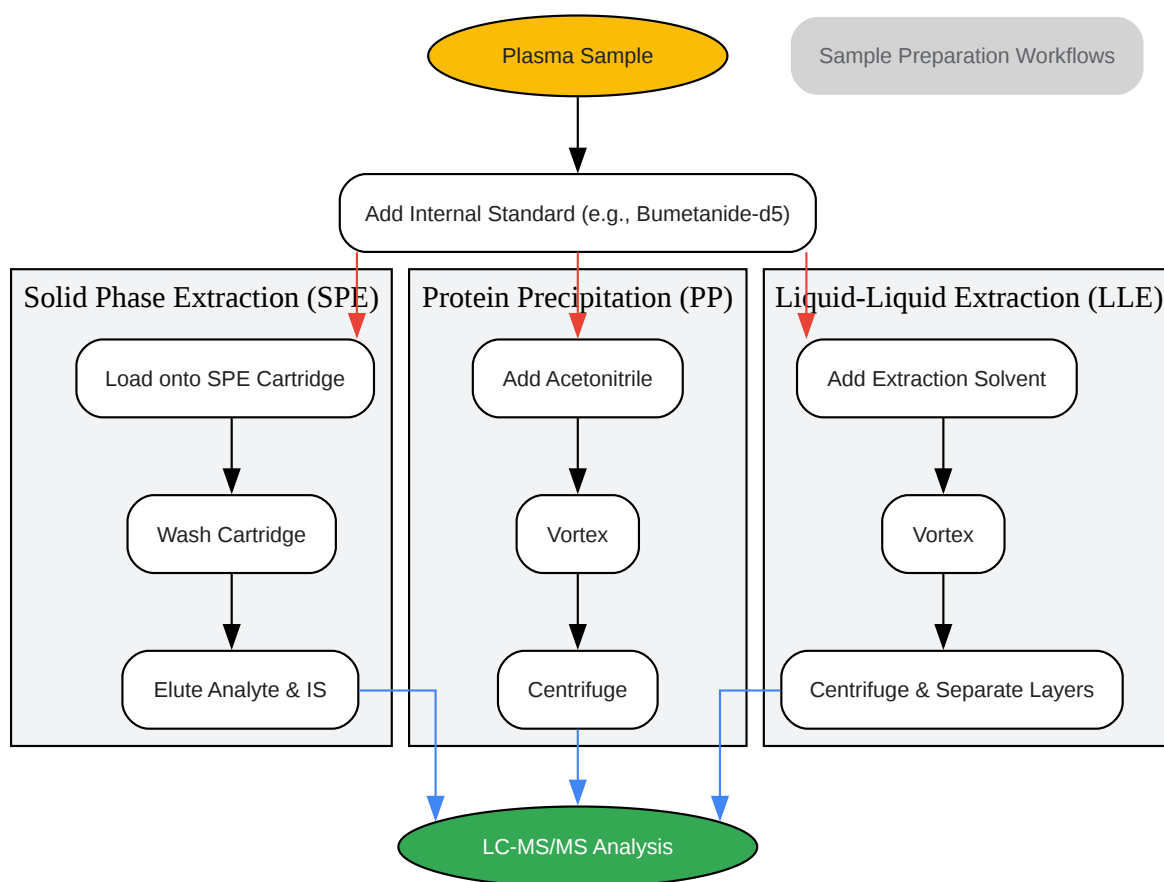 Plasma Sample
Sample Preparation Workflows
Add Internal Standard (e.g., Bumetanide-d5)
Solid Phase Extraction (SPE)
Load onto SPE Cartridge
Wash Cartridge
Elute Analyte & IS
Protein Precipitation (PP)
Add Acetonitrile
Vortex
Centrifuge
Liquid-Liquid Extraction (LLE)
Add Extraction Solvent
Vortex
Centrifuge & Separate Layers
LC-MS/MS Analysis